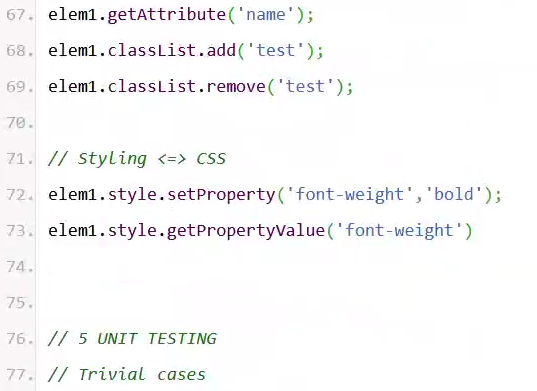 67. elem1.getAttribute('name');
68. elem1.classList.add('test');
69. elem1.classList.remove('test');
70.
71. // Styling <=> CSS
72. elem1.style.setProperty('font-weight','bold');
73. elem1.style.getPropertyValue('font-weight')
74.
75.
76. // 5 UNIT TESTING
77. // Trivial cases